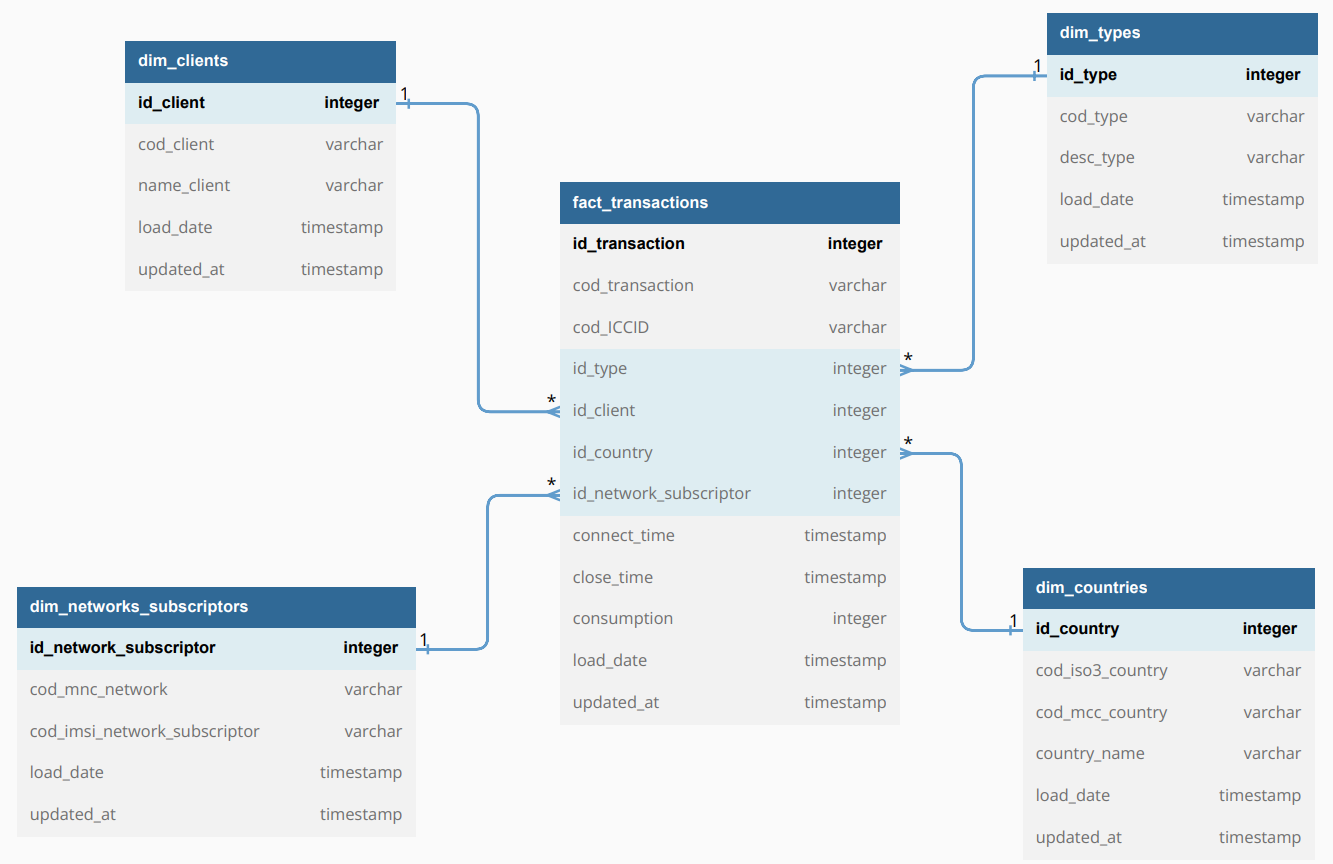 dim_clients
id_client integer
cod_client varchar
name_client varchar
load_date timestamp
updated_at timestamp
1
dim_types
1
id_type integer
cod_type varchar
desc_type varchar
load_date timestamp
updated_at timestamp
fact_transactions
id_transaction integer
cod_transaction varchar
cod_ICCID varchar
id_type integer
*
id_client integer
*
id_country integer
*
id_network_subscriptor integer
*
connect_time timestamp
close_time timestamp
consumption integer
load_date timestamp
updated_at timestamp
dim_networks_subscriptors
id_network_subscriptor integer
1
cod_mnc_network varchar
cod_imsi_network_subscriptor varchar
load_date timestamp
updated_at timestamp
dim_countries
1
id_country integer
cod_iso3_country varchar
cod_mcc_country varchar
country_name varchar
load_date timestamp
updated_at timestamp